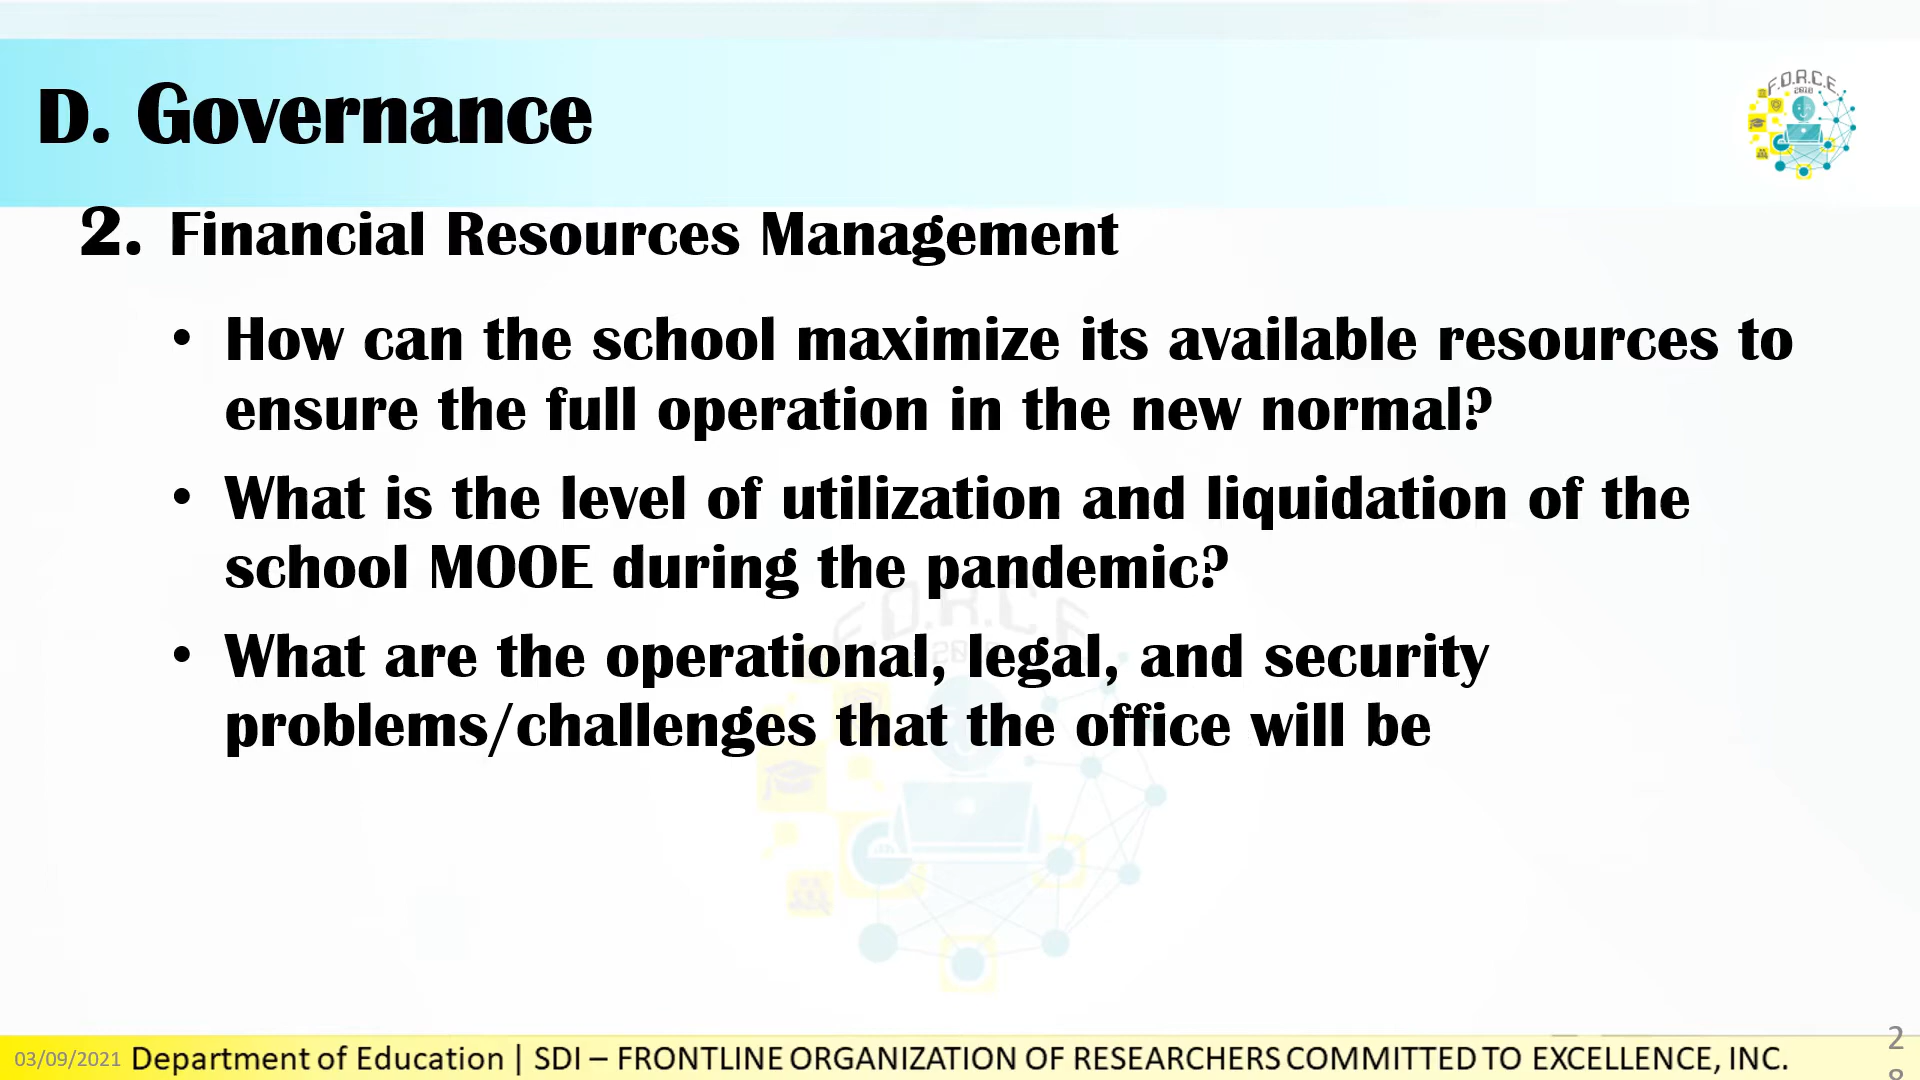 D. Governance
F.O.R.C.E.
2018
2. Financial Resources Management
• How can the school maximize its available resources to
ensure the full operation in the new normal?
• What is the level of utilization and liquidation of the
school MOOE during the pandemic?
• What are the operational, legal, and security
problems/challenges that the office will be
03/09/2021 Department of Education | SDI – FRONTLINE ORGANIZATION OF RESEARCHERS COMMITTED TO EXCELLENCE, INC.
2
8